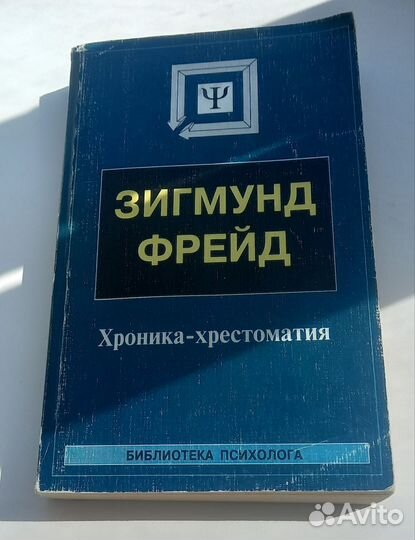 Ψ
ЗИГМУНД
ФРЕЙД
Хроника-хрестоматия
БИБЛИОТЕКА ПСИХОЛОГА
Avito